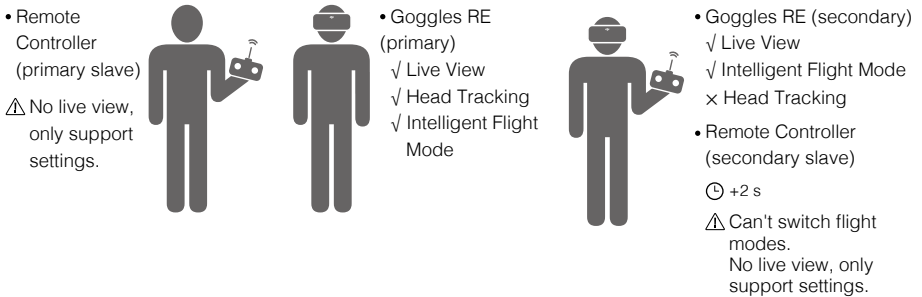 • Remote
Controller
(primary slave)
⚠ No live view,
only support
settings.
• Goggles RE
(primary)
√ Live View
√ Head Tracking
√ Intelligent Flight
Mode
• Goggles RE (secondary)
√ Live View
√ Intelligent Flight Mode
× Head Tracking
• Remote Controller
(secondary slave)
+2 s
⚠ Can't switch flight
modes.
No live view, only
support settings.